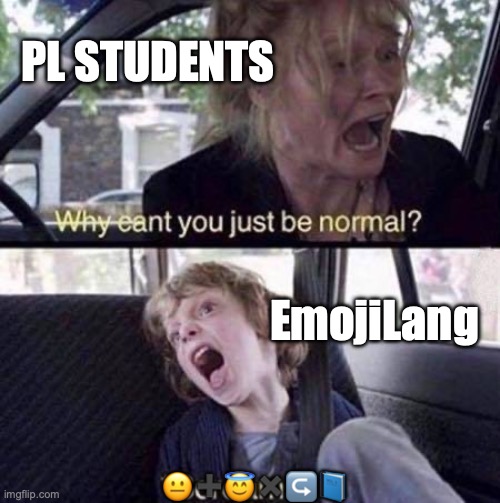 PL STUDENTS
Why cant you just be normal?
EmojiLang
😐➕😇✖️↪️📘
imgflip.com